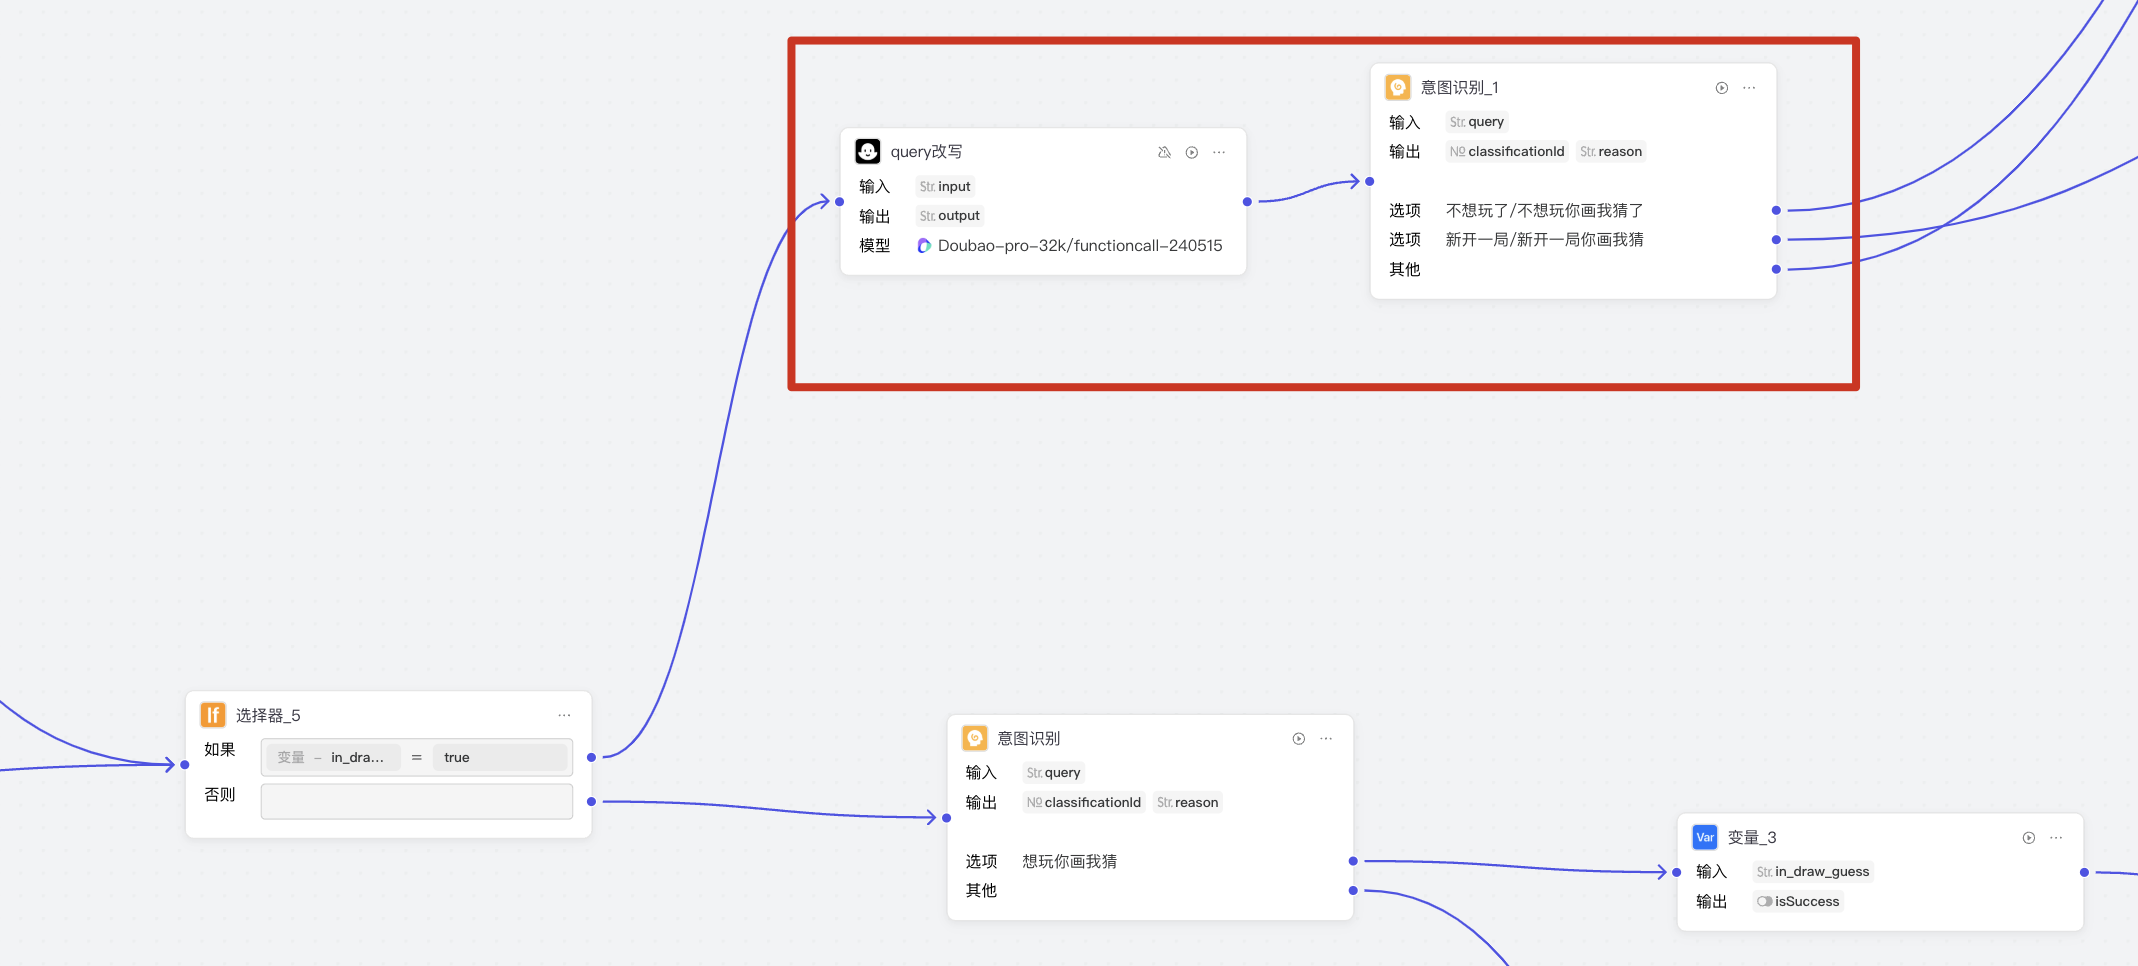 query改写
输入 Str. input
输出 Str. output
模型 Doubao-pro-32k/functioncall-240515
意图识别_1
输入 Str. query
输出 No classificationId Str. reason
选项 不想玩了/不想玩你画我猜了
选项 新开一局/新开一局你画我猜
其他
If 选择器_5
如果 变量 - in_dra... = true
否则
意图识别
输入 Str. query
输出 No classificationId Str. reason
选项 想玩你画我猜
其他
Var 变量_3
输入 Str. in_draw_guess
输出 isSuccess